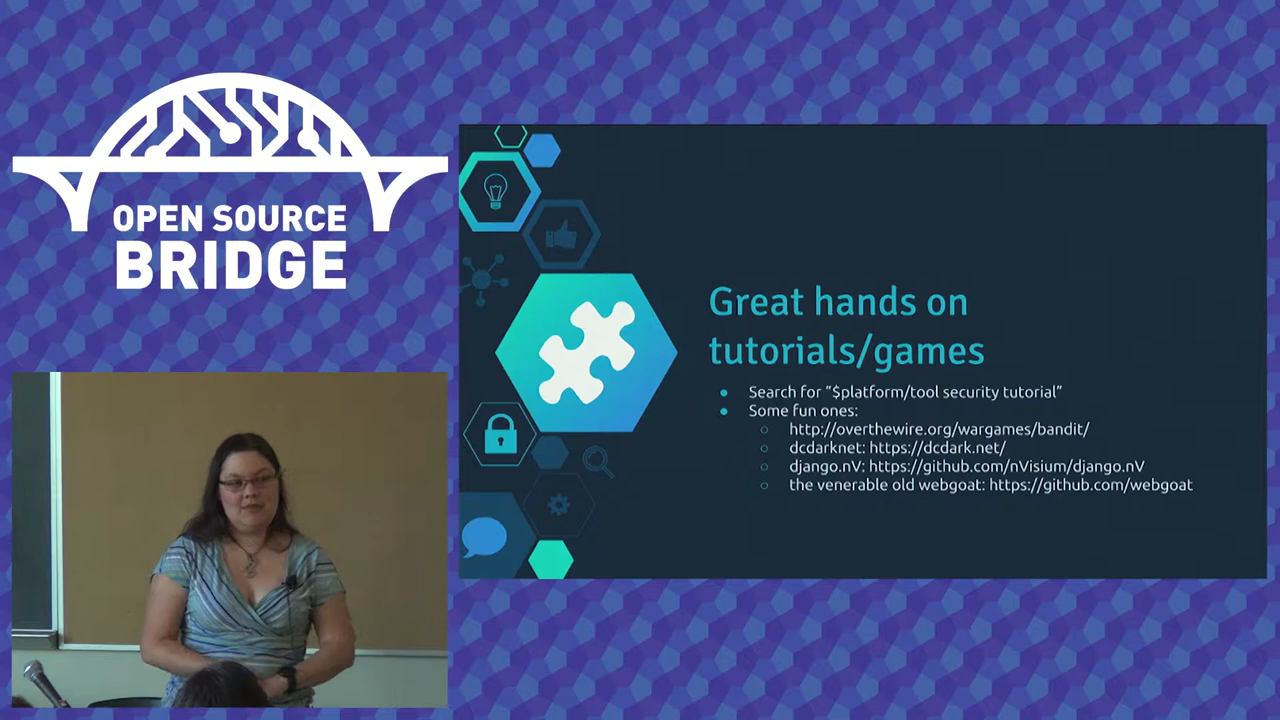 OPEN SOURCE
BRIDGE
Great hands on
tutorials/games
Search for “$platform/tool security tutorial”
Some fun ones:
http://overthewire.org/wargames/bandit/
dcdarknet: https://dcdark.net/
django.nV: https://github.com/nVisium/django.nV
the venerable old webgoat: https://github.com/webgoat